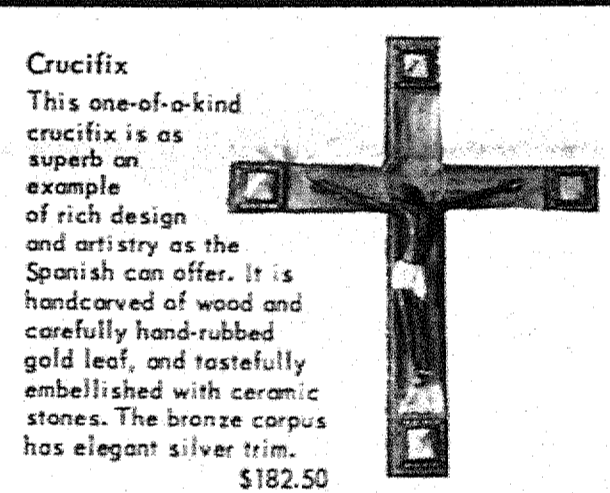 Crucifix
This one-of-a-kind
crucifix is as
superb an
example
of rich design
and artistry as the
Spanish can offer. It is
handcarved of wood and
carefully hand-rubbed
gold leaf, and tastefully
embellished with ceramic
stones. The bronze corpus
has elegant silver trim.
$182.50